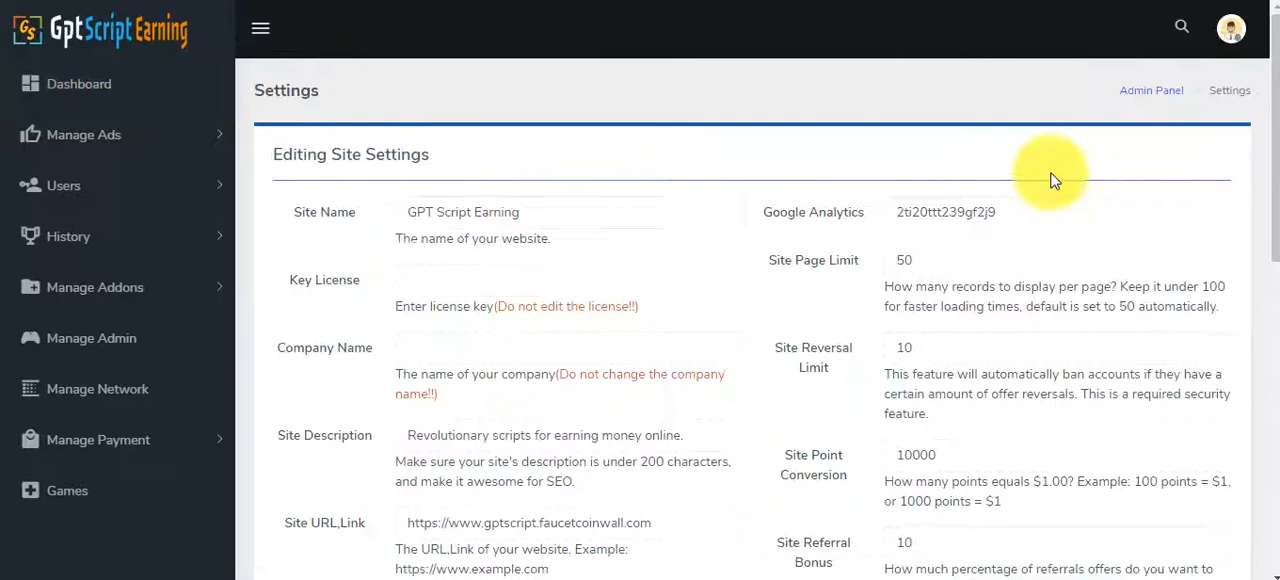 GS GptScript Earning
Dashboard
Manage Ads
Users
History
Manage Addons
Manage Admin
Manage Network
Manage Payment
Games
Settings
Admin Panel / Settings
Editing Site Settings
Site Name
GPT Script Earning
The name of your website.
Key License
Enter license key(Do not edit the license!!)
Company Name
The name of your company(Do not change the company
name!!)
Site Description
Revolutionary scripts for earning money online.
Make sure your site's description is under 200 characters,
and make it awesome for SEO.
Site URL,Link
https://www.gptscript.faucetcoinwall.com
The URL,Link of your website. Example:
https://www.example.com
Google Analytics
2ti20ttt239gf2j9
Site Page Limit
50
How many records to display per page? Keep it under 100
for faster loading times, default is set to 50 automatically.
Site Reversal
Limit
10
This feature will automatically ban accounts if they have a
certain amount of offer reversals. This is a required security
feature.
Site Point
Conversion
10000
How many points equals $1.00? Example: 100 points = $1,
or 1000 points = $1
Site Referral
Bonus
10
How much percentage of referrals offers do you want to